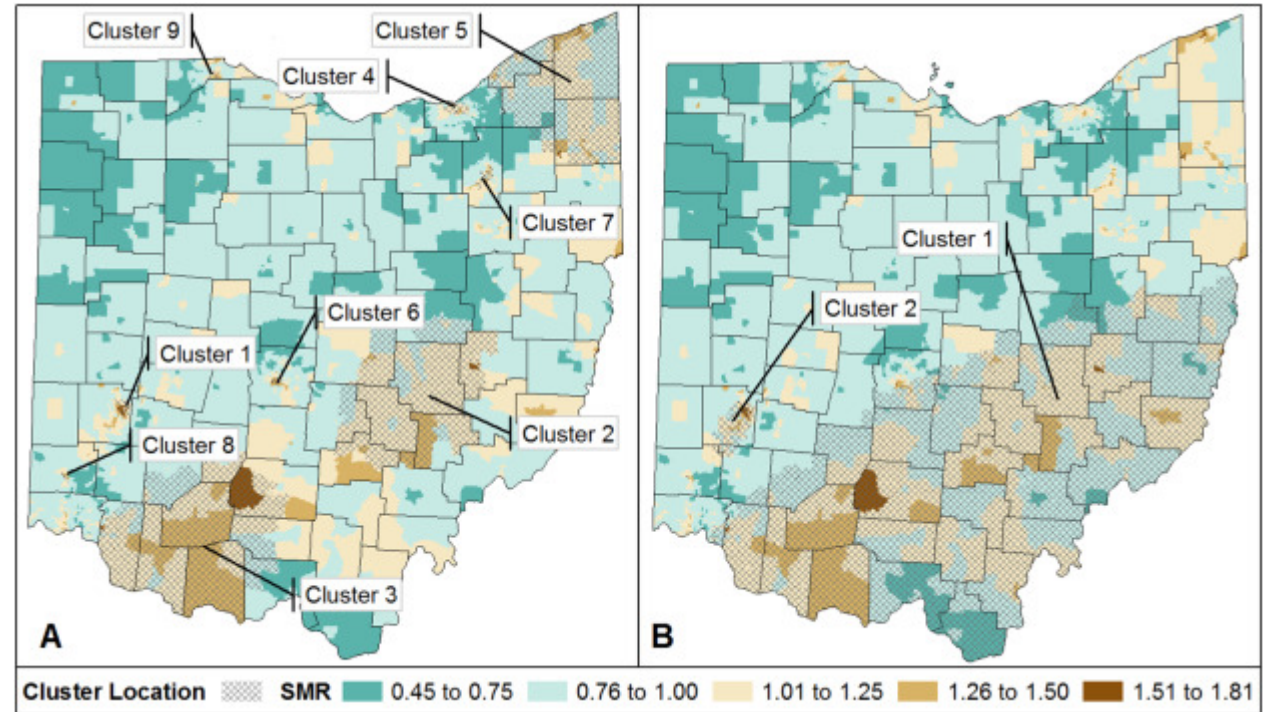 Cluster 9
Cluster 5
Cluster 4
Cluster 7
Cluster 6
Cluster 1
Cluster 2
Cluster 8
Cluster 3
A
Cluster 1
Cluster 2
B
Cluster Location SMR 0.45 to 0.75 0.76 to 1.00 1.01 to 1.25 1.26 to 1.50 1.51 to 1.81